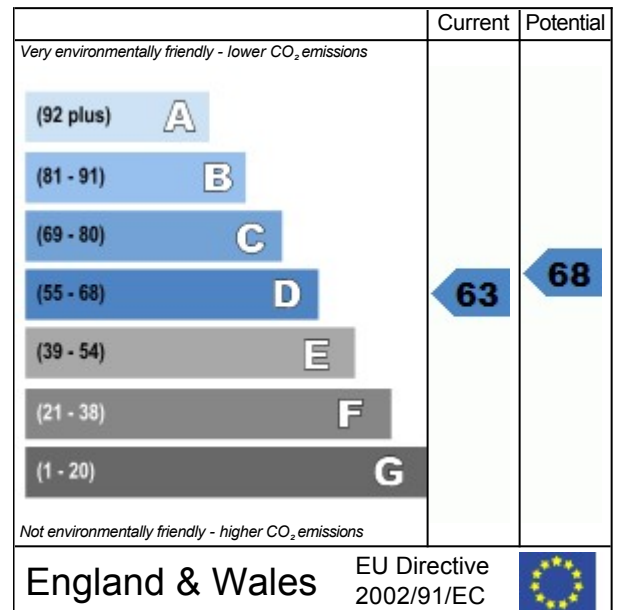 Current Potential
Very environmentally friendly - lower CO₂ emissions
(92 plus) A
(81 - 91) B
(69 - 80) C
(55 - 68) D
63
68
(39 - 54) E
(21 - 38) F
(1 - 20) G
Not environmentally friendly - higher CO₂ emissions
England & Wales
EU Directive
2002/91/EC